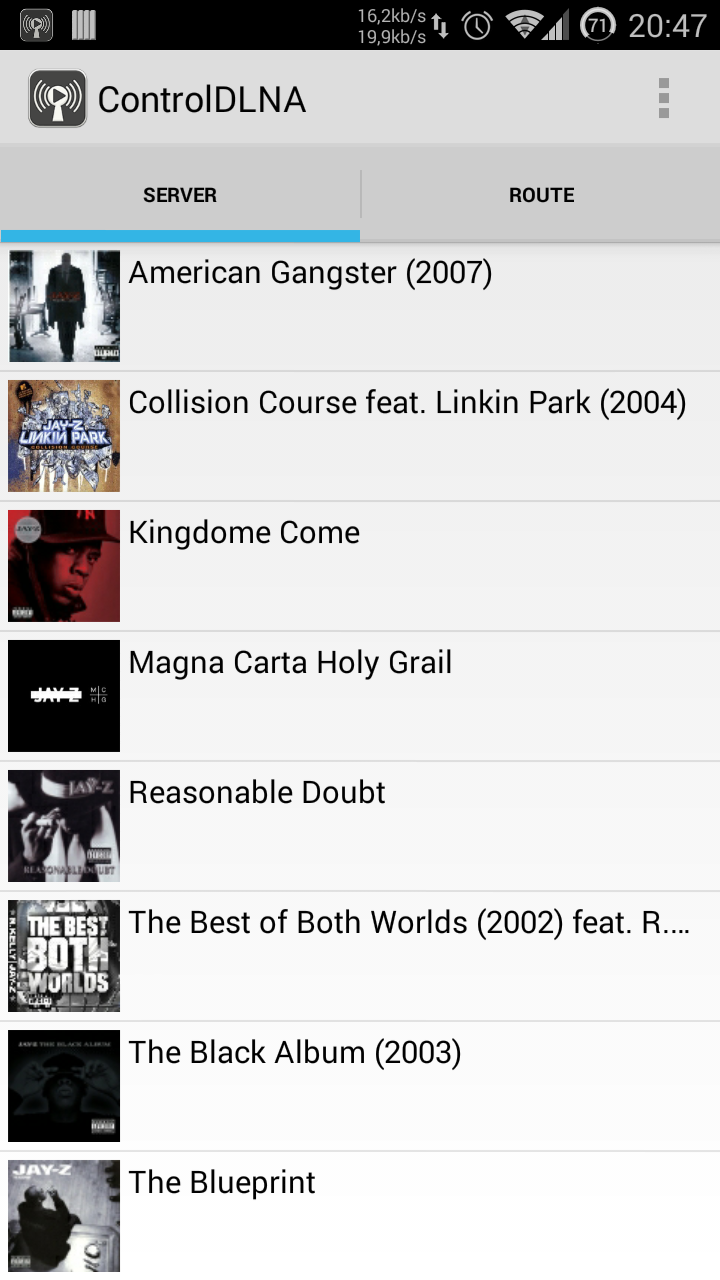 16,2kb/s
19,9kb/s
71
20:47
ControlDLNA
SERVER
ROUTE
American Gangster (2007)
Collision Course feat. Linkin Park (2004)
JAY-Z
LINKIN PARK
COLLISION COURSE
Kingdome Come
Magna Carta Holy Grail
JAY Z
M C
H G
Reasonable Doubt
JAY-Z
REASONABLE DOUBT
The Best of Both Worlds (2002) feat. R....
THE BEST
BOTH
WORLDS
R. KELLY JAY-Z
The Black Album (2003)
JAY-Z THE BLACK ALBUM
The Blueprint
JAY-Z